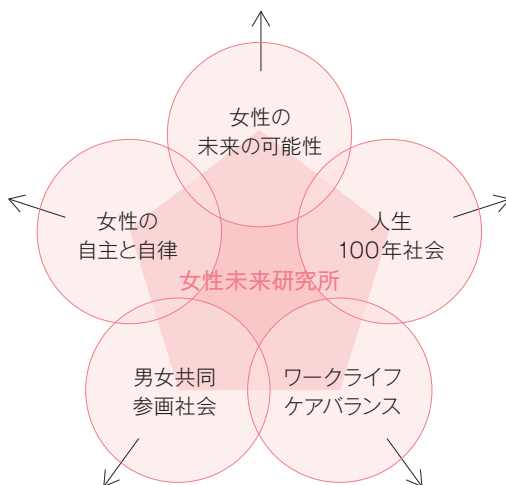 女性の
未来の可能性
女性の
自主と自律
人生
100年社会
女性未来研究所
男女共同
参画社会
ワークライフ
ケアバランス